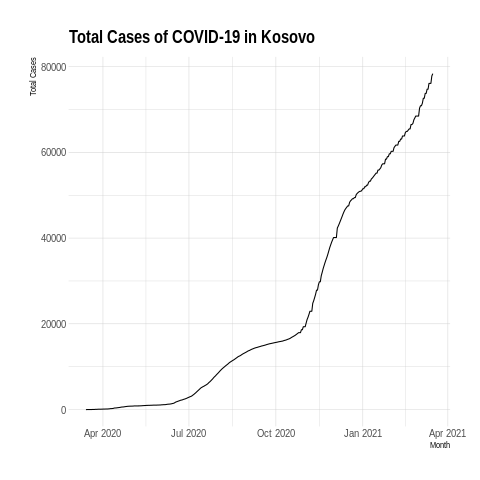 Total Cases of COVID-19 in Kosovo
Total Cases
80000
60000
40000
20000
0
Apr 2020 Jul 2020 Oct 2020 Jan 2021 Apr 2021
Month